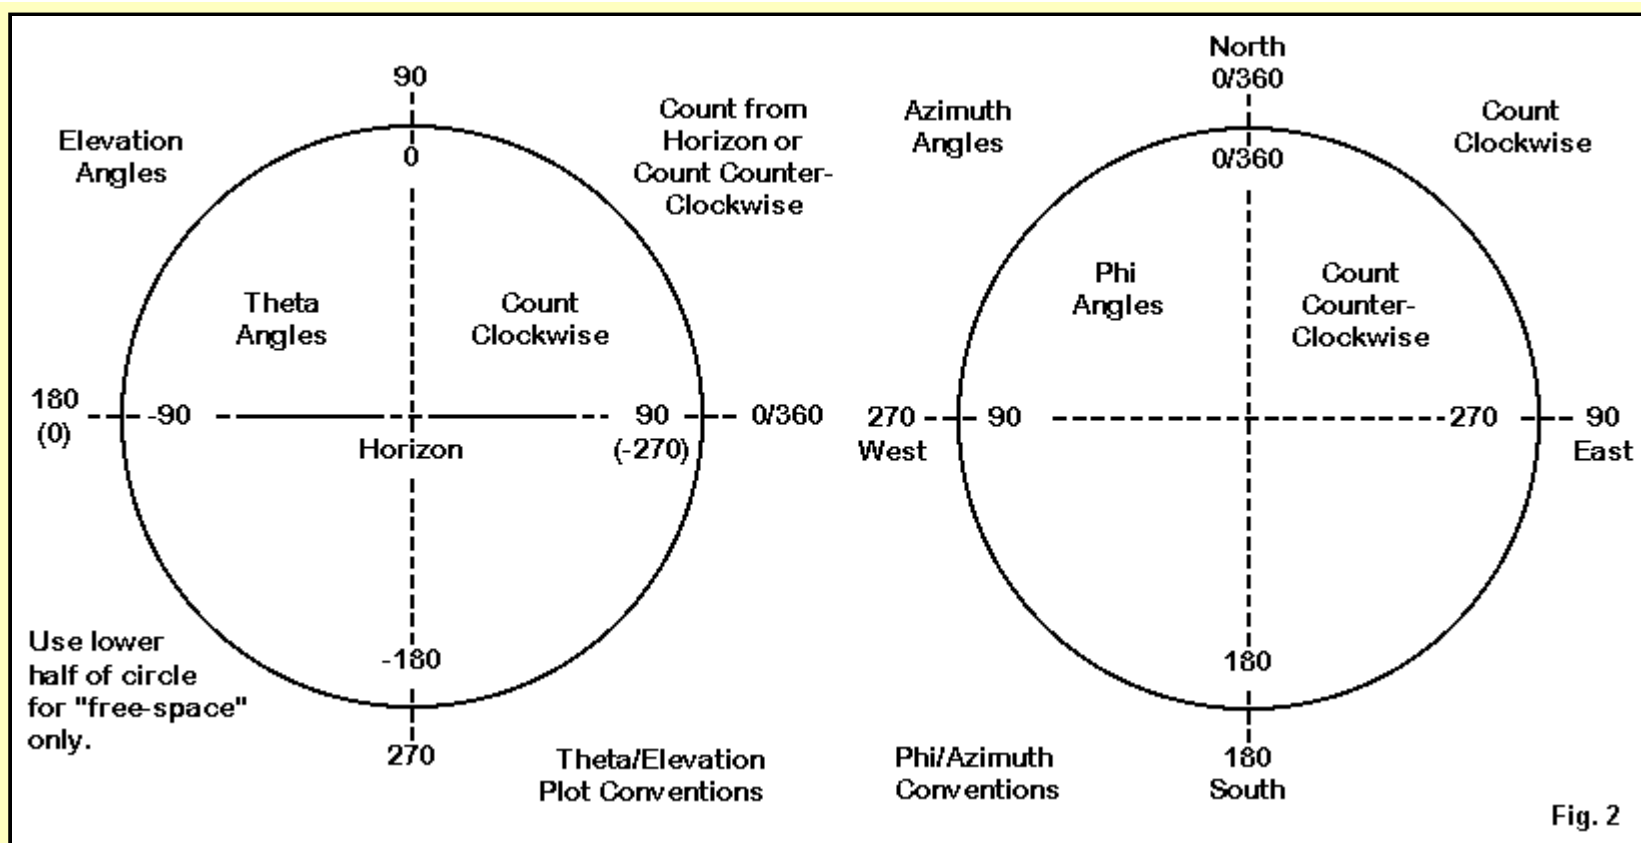 90
Elevation
Angles
Count from
Horizon or
Count Counter-
Clockwise
0
Theta
Angles
Count
Clockwise
180
(0)
-90
90
(-270)
0/360
Horizon
-180
270
Use lower
half of circle
for "free-space"
only.
Theta/Elevation
Plot Conventions
North
0/360
Azimuth
Angles
Count
Clockwise
0/360
Phi
Angles
Count
Counter-
Clockwise
270
West
90
270
90
East
180
180
South
Phi/Azimuth
Conventions
Fig. 2